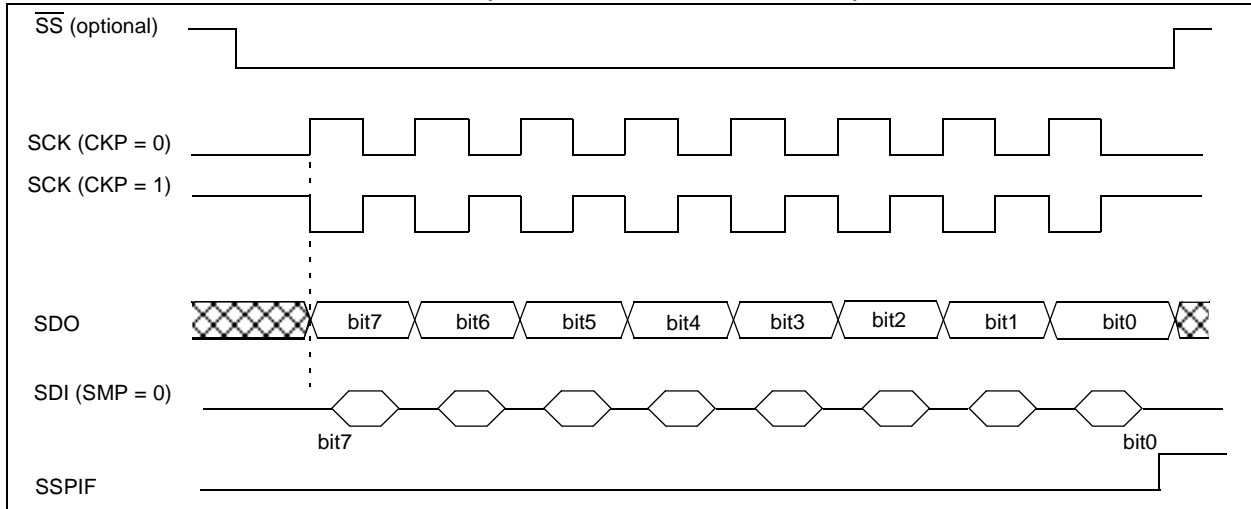 SS (optional)
SCK (CKP = 0)
SCK (CKP = 1)
SDO bit7 bit6 bit5 bit4 bit3 bit2 bit1 bit0
SDI (SMP = 0)
bit7 bit0
SSPIF